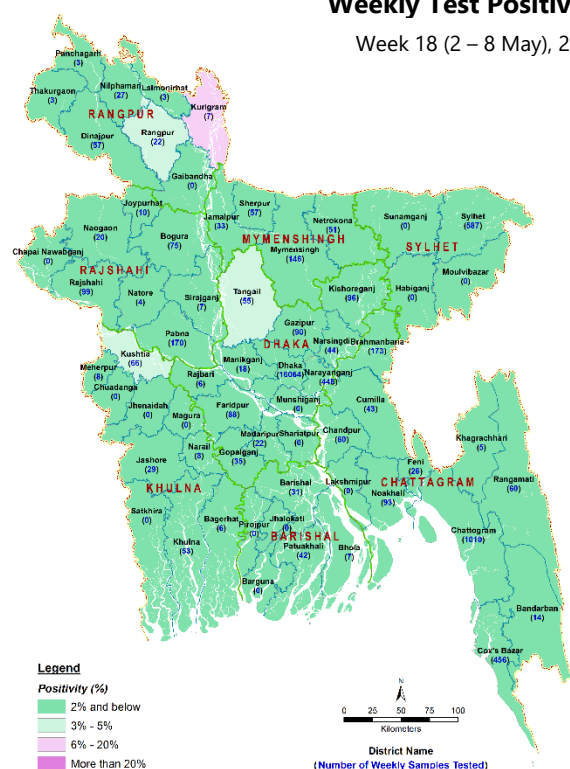 Weekly Test Positiv
Week 18 (2 – 8 May), 2
Panchagarh
(3)
Thakurgaon
(3)
Nilphamari
(27)
Lalmonirhat
(3)
Kurigram
(7)
RANGPUR
Rangpur
(22)
Dinajpur
(57)
Gaibandha
(0)
Joypurhat
(10)
Jamalpur
(33)
Sherpur
(57)
Netrokona
(51)
Sunamganj
(0)
Sylhet
(587)
Naogaon
(20)
Bogura
(75)
MYMENSHINGH
Mymensingh
(146)
SYLHET
Chapai Nawabganj
(0)
RAJSHAHI
Rajshahi
(99)
Natore
(4)
Sirajganj
(7)
Tangail
(55)
Kishoreganj
(96)
Habiganj
(0)
Moulvibazar
(0)
Pabna
(170)
Gazipur
(90)
DHAKA
Narsingdi
(44)
Brahmanbaria
(173)
Kushtia
(66)
Meherpur
(8)
Chuadanga
(0)
Rajbari
(6)
Manikganj
(18)
Dhaka
(16064)
Narayanganj
(448)
Jhenaidah
(0)
Magura
(0)
Faridpur
(88)
Munshiganj
(0)
Cumilla
(43)
Madaripur
(22)
Shariatpur
(6)
Chandpur
(60)
Khagrachhari
(5)
Narail
(8)
Gopalganj
(35)
Jashore
(29)
KHULNA
Barishal
(31)
Lakshmipur
(0)
Feni
(26)
CHATTAGRAM
Noakhali
(93)
Rangamati
(60)
Satkhira
(0)
Khulna
(53)
Bagerhat
(6)
Pirojpur
(0)
Jhalokati
(0)
BARISHAL
Patuakhali
(42)
Bhola
(7)
Chattogram
(1019)
Barguna
(0)
Bandarban
(14)
Cox's Bazar
(456)
Legend
Positivity (%)
2% and below
3% - 5%
6% - 20%
More than 20%
N
0 25 50 75 100
Kilometers
District Name
(Number of Weekly Samples Tested)